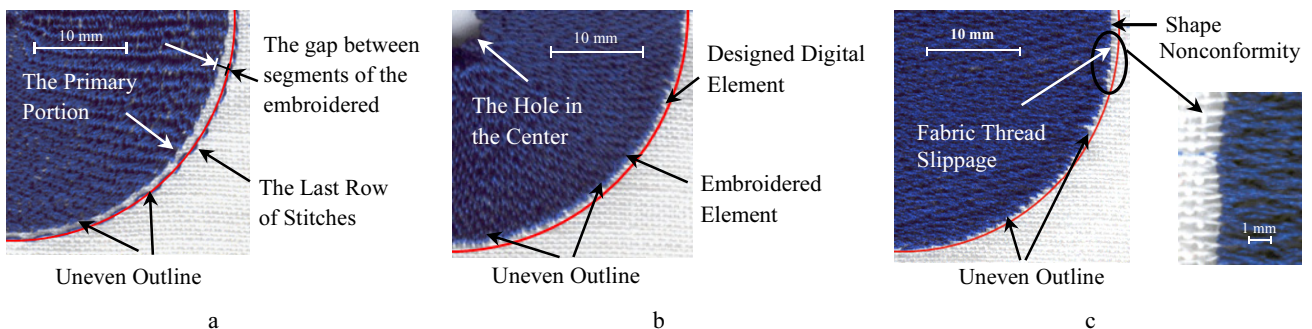 10 mm
The gap between
segments of the
embroidered
The Primary
Portion
The Last Row
of Stitches
Uneven Outline
a
10 mm
Designed Digital
Element
The Hole in
the Center
Embroidered
Element
Uneven Outline
b
10 mm
Shape
Nonconformity
Fabric Thread
Slippage
1 mm
Uneven Outline
c